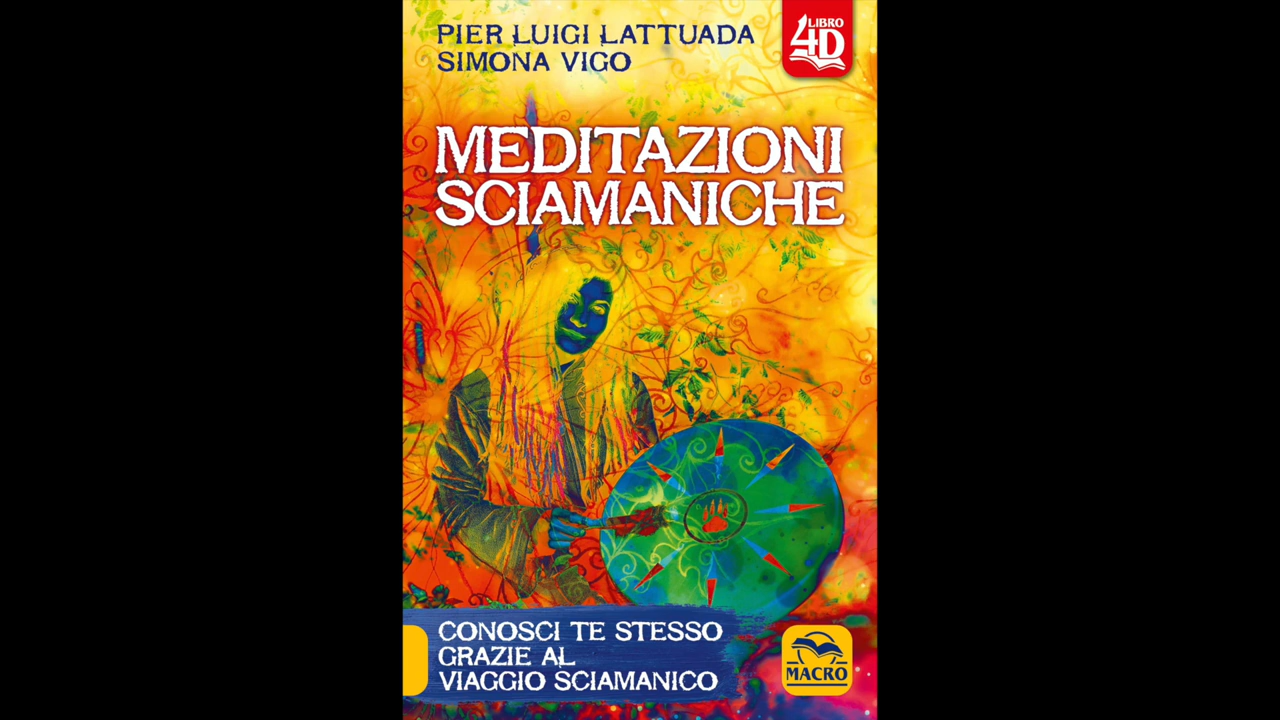 PIER LUIGI LATTUADA
SIMONA VIGO
LIBRO
4D
MEDITAZIONI
SCIAMANICHE
CONOSCI TE STESSO
GRAZIE AL
VIAGGIO SCIAMANICO
MACRO